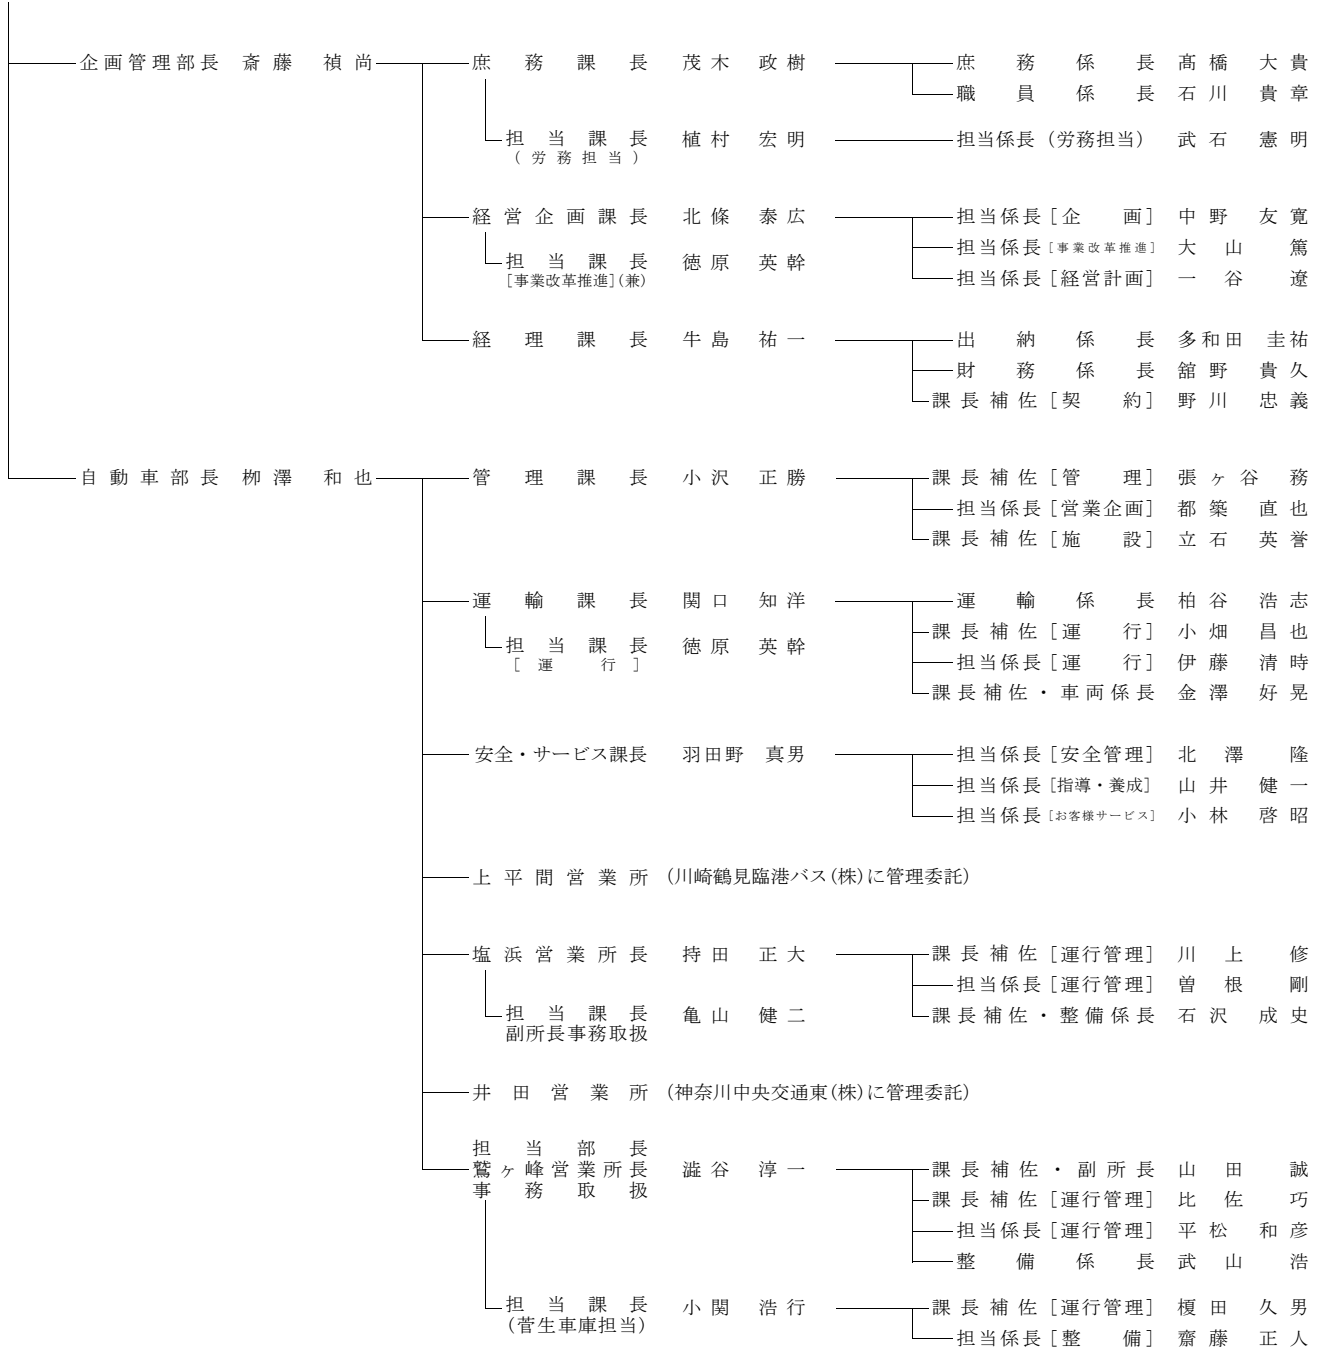 企画管理部長 斎藤 禎尚 庶務課長 茂木 政樹 庶務係長 髙橋 大貴
職員係長 石川 貴章
担当課長 植村 宏明 担当係長(労務担当) 武石 憲明
(労務担当)
経営企画課長 北條 泰広 担当係長[企画] 中野 友寛
担当係長[事業改革推進] 大山 篤
担当課長 徳原 英幹
担当係長[経営計画] 一谷 遼
[事業改革推進](兼)
経理課長 牛島 祐一 出納係長 多和田 圭祐
財務係長 舘野 貴久
課長補佐[契約] 野川 忠義
自動車部長 栁澤 和也 管理課長 小沢 正勝 課長補佐[管理] 張ヶ谷 務
担当係長[営業企画] 都築 直也
課長補佐[施設] 立石 英誉
運輸課長 関口 知洋 運輸係長 柏谷 浩志
課長補佐[運行] 小畑 昌也
担当課長 徳原 英幹
[運行] 担当係長[運行] 伊藤 清時
課長補佐・車両係長 金澤 好晃
安全・サービス課長 羽田野 真男 担当係長[安全管理] 北澤 隆
担当係長[指導・養成] 山井 健一
担当係長[お客様サービス] 小林 啓昭
上平間営業所 (川崎鶴見臨港バス(株)に管理委託)
塩浜営業所長 持田 正大 課長補佐[運行管理] 川上 修
担当係長[運行管理] 曽根 剛
担当課長 亀山 健二 課長補佐・整備係長 石沢 成史
副所長事務取扱
井田営業所 (神奈川中央交通東(株)に管理委託)
担当部長
鷲ヶ峰営業所長 澁谷 淳一 課長補佐・副所長 山田 誠
事務取扱
課長補佐[運行管理] 比佐 巧
担当係長[運行管理] 平松 和彦
整備係長 武山 浩
担当課長 小関 浩行 課長補佐[運行管理] 榎田 久男
(菅生車庫担当)
担当係長[整備] 齋藤 正人